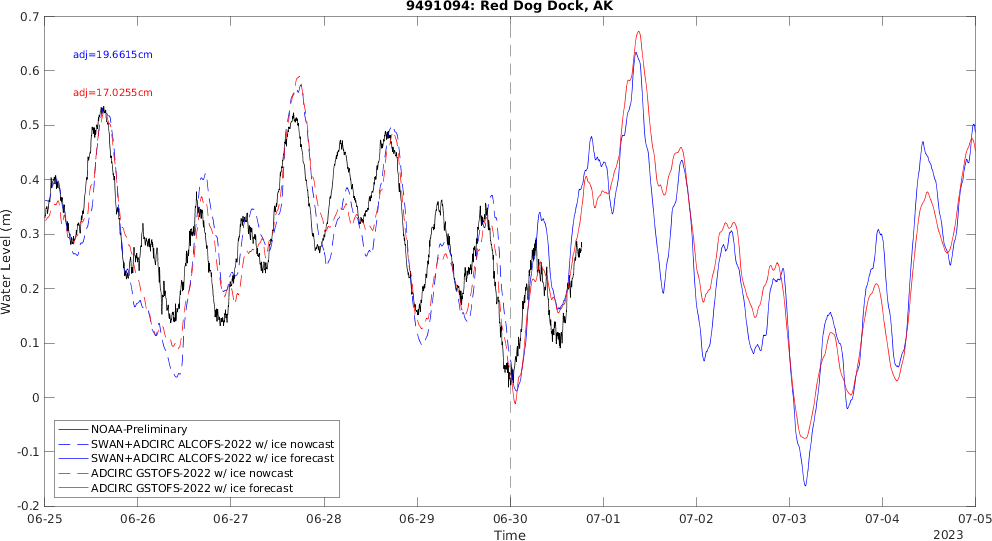 9491094: Red Dog Dock, AK
adj=19.6615cm
adj=17.0255cm
Water Level (m)
0.7
0.6
0.5
0.4
0.3
0.2
0.1
0
-0.1
-0.2
NOAA-Preliminary
SWAN+ADCIRC ALCOFS-2022 w/ ice nowcast
SWAN+ADCIRC ALCOFS-2022 w/ ice forecast
ADCIRC GSTOFS-2022 w/ ice nowcast
ADCIRC GSTOFS-2022 w/ ice forecast
06-25 06-26 06-27 06-28 06-29 06-30 07-01 07-02 07-03 07-04 07-05
Time
2023